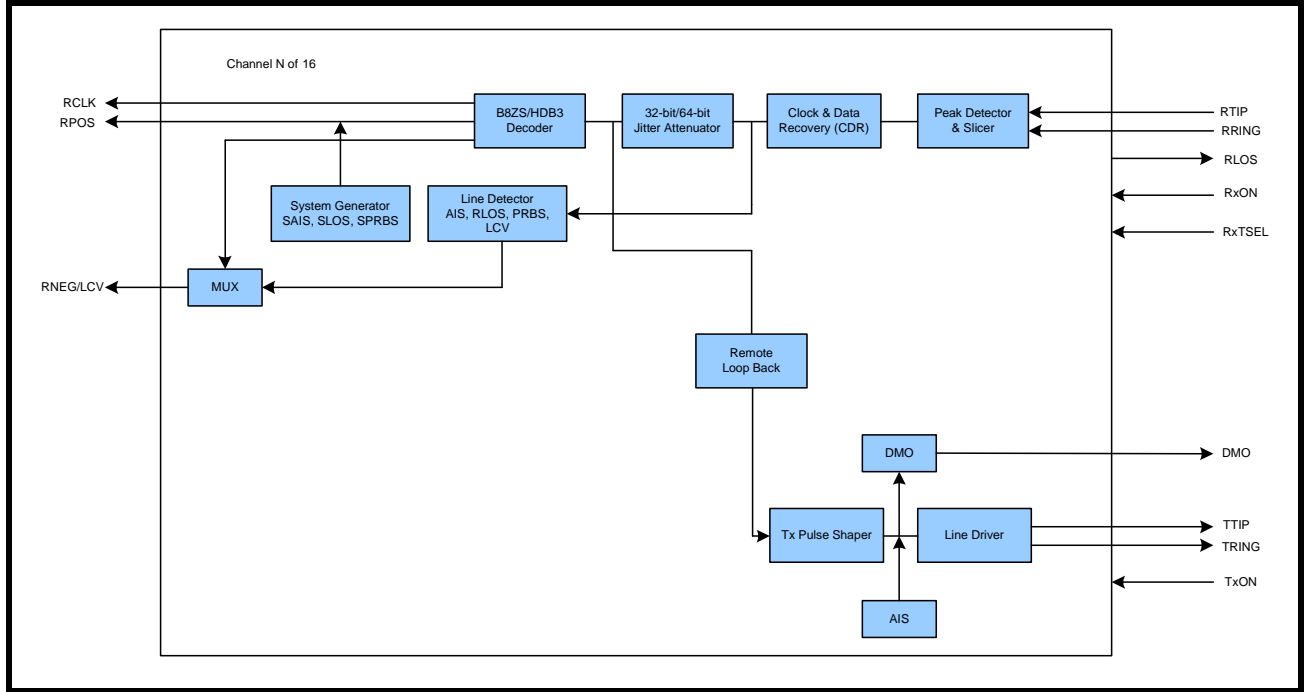 Channel N of 16
RCLK
RPOS
B8ZS/HDB3
Decoder
32-bit/64-bit
Jitter Attenuator
Clock & Data
Recovery (CDR)
Peak Detector
& Slicer
RTIP
RRING
RLOS
RxON
RxTSEL
System Generator
SAIS, SLOS, SPRBS
Line Detector
AIS, RLOS, PRBS,
LCV
RNEG/LCV
MUX
Remote
Loop Back
DMO
DMO
Tx Pulse Shaper
Line Driver
TTIP
TRING
TxON
AIS